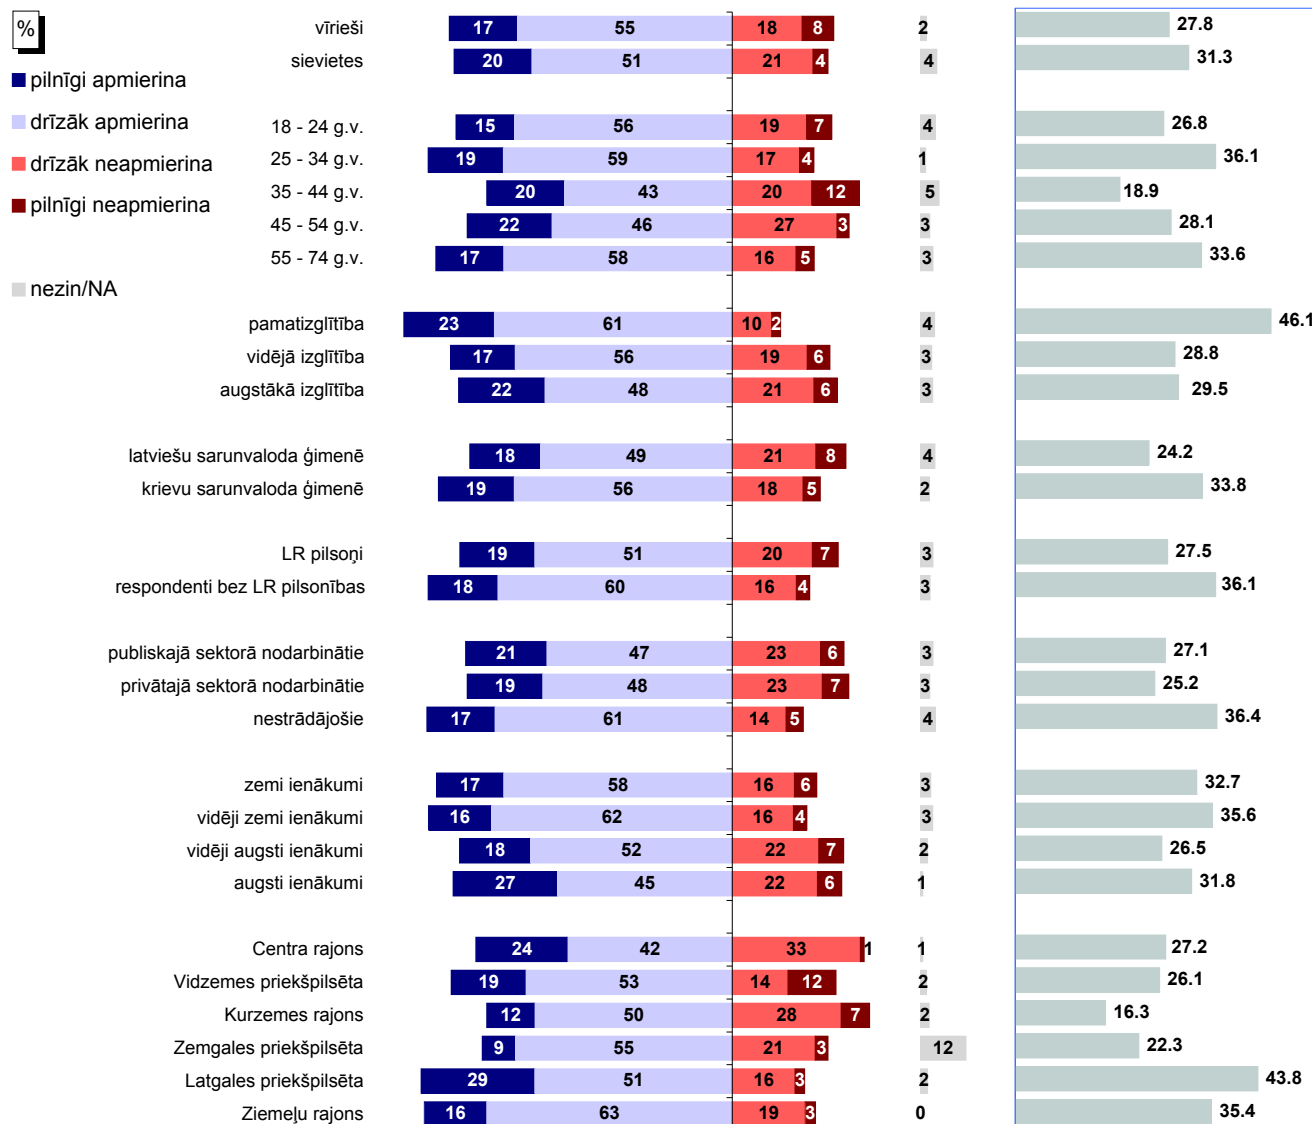 %
pilnīgi apmierina
drīzāk apmierina
drīzāk neapmierina
pilnīgi neapmierina
nezin/NA
vīrieši 17 55 18 8 2 27.8
sievietes 20 51 21 4 4 31.3
18 - 24 g.v. 15 56 19 7 4 26.8
25 - 34 g.v. 19 59 17 4 1 36.1
35 - 44 g.v. 20 43 20 12 5 18.9
45 - 54 g.v. 22 46 27 3 3 28.1
55 - 74 g.v. 17 58 16 5 3 33.6
pamatizglītība 23 61 10 2 4 46.1
vidējā izglītība 17 56 19 6 3 28.8
augstākā izglītība 22 48 21 6 3 29.5
latviešu sarunvaloda ģimenē 18 49 21 8 4 24.2
krievu sarunvaloda ģimenē 19 56 18 5 2 33.8
LR pilsoņi 19 51 20 7 3 27.5
respondenti bez LR pilsonības 18 60 16 4 3 36.1
publiskajā sektorā nodarbinātie 21 47 23 6 3 27.1
privātajā sektorā nodarbinātie 19 48 23 7 3 25.2
nestrādājošie 17 61 14 5 4 36.4
zemi ienākumi 17 58 16 6 3 32.7
vidēji zemi ienākumi 16 62 16 4 3 35.6
vidēji augsti ienākumi 18 52 22 7 2 26.5
augsti ienākumi 27 45 22 6 1 31.8
Centra rajons 24 42 33 1 1 27.2
Vidzemes priekšpilsēta 19 53 14 12 2 26.1
Kurzemes rajons 12 50 28 7 2 16.3
Zemgales priekšpilsēta 9 55 21 3 12 22.3
Latgales priekšpilsēta 29 51 16 3 2 43.8
Ziemeļu rajons 16 63 19 3 0 35.4